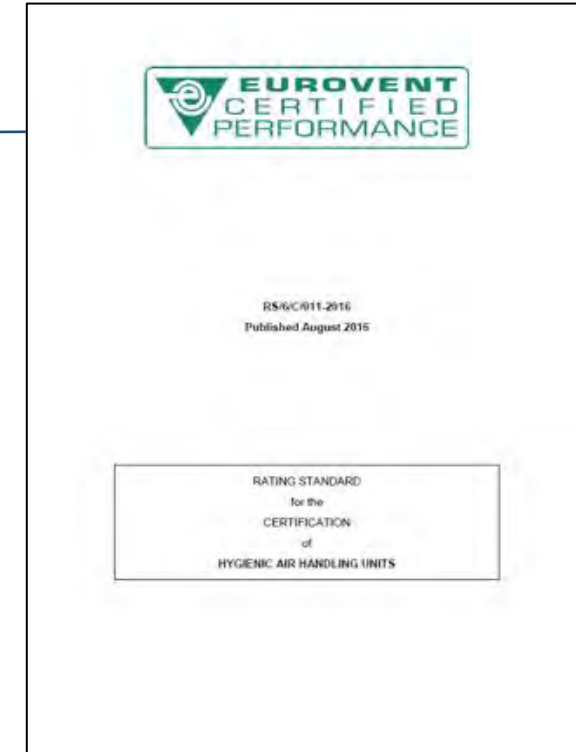 EUROVENT
CERTIFIED
PERFORMANCE
RS/6/C/011-2016
Published August 2016
RATING STANDARD
for the
CERTIFICATION
of
HYGIENIC AIR HANDLING UNITS